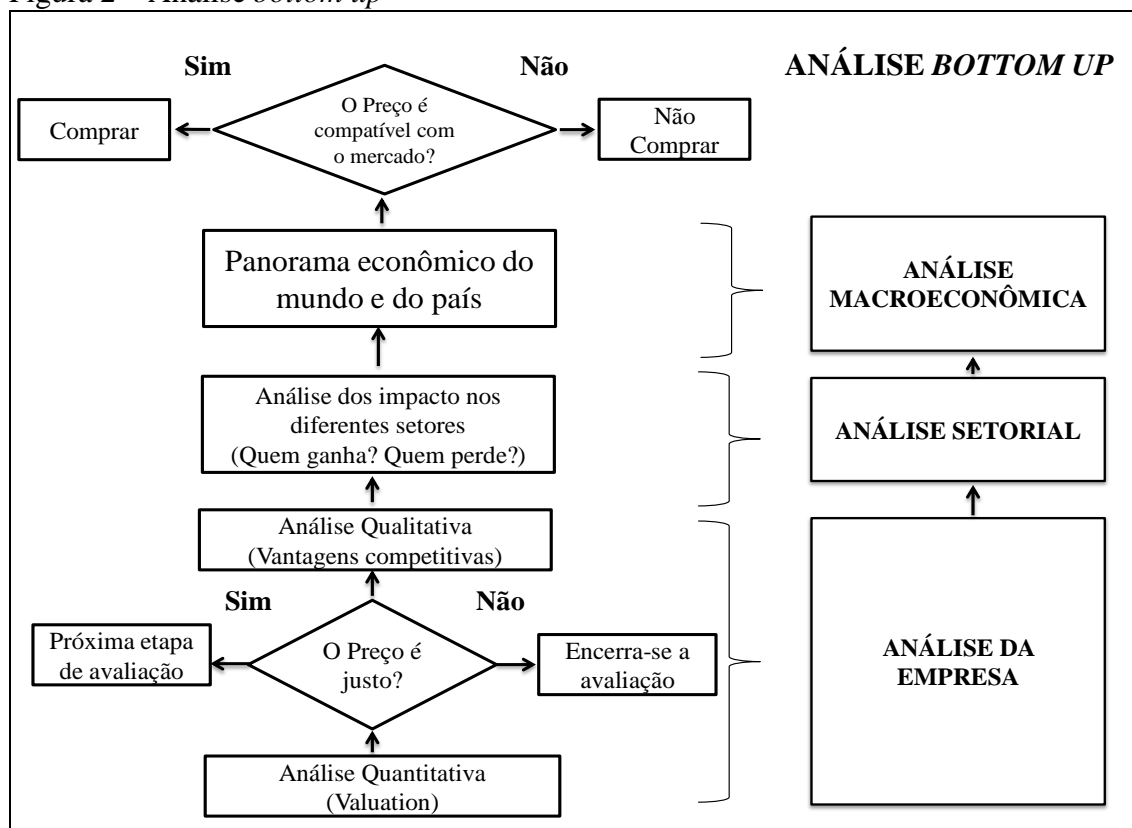 Figura 2 – Análise bottom up
ANÁLISE BOTTOM UP
Sim
Não
O Preço é
compatível com
o mercado?
Comprar
Não
Comprar
Panorama econômico do
mundo e do país
ANÁLISE
MACROECONÔMICA
Análise dos impacto nos
diferentes setores
(Quem ganha? Quem perde?)
ANÁLISE SETORIAL
Análise Qualitativa
(Vantagens competitivas)
Sim
Não
Próxima etapa
de avaliação
O Preço é
justo?
Encerra-se a
avaliação
ANÁLISE DA
EMPRESA
Análise Quantitativa
(Valuation)